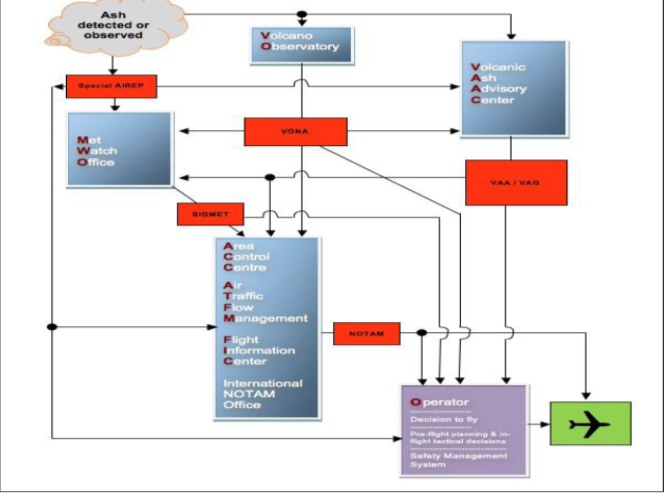 Ash
detected or
observed
Volcano
Observatory
Volcanic
Ash
Advisory
Center
Special AIREP
Met
Watch
Office
VONA
VAA / VAG
SIGMET
Area
Control
Centre
Air
Traffic
Flow
Management
Flight
Information
Center
International
NOTAM
Office
NOTAM
Operator
Decision to fly
Pre-flight planning & in-
flight tactical decisions
Safety Management
System